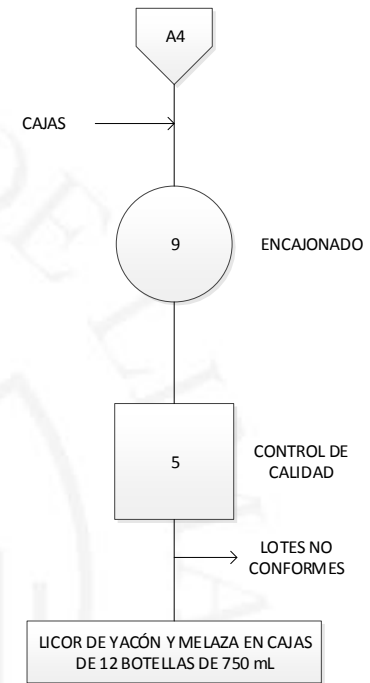 A4
CAJAS
9
ENCAJONADO
5
CONTROL DE
CALIDAD
LOTES NO
CONFORMES
LICOR DE YACÓN Y MELAZA EN CAJAS
DE 12 BOTELLAS DE 750 mL